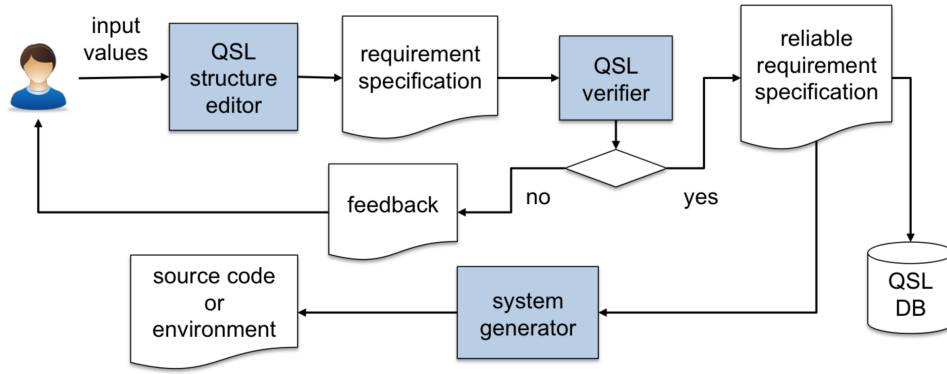 input
values
QSL
structure
editor
requirement
specification
QSL
verifier
reliable
requirement
specification
feedback
no
yes
source code
or
environment
system
generator
QSL
DB